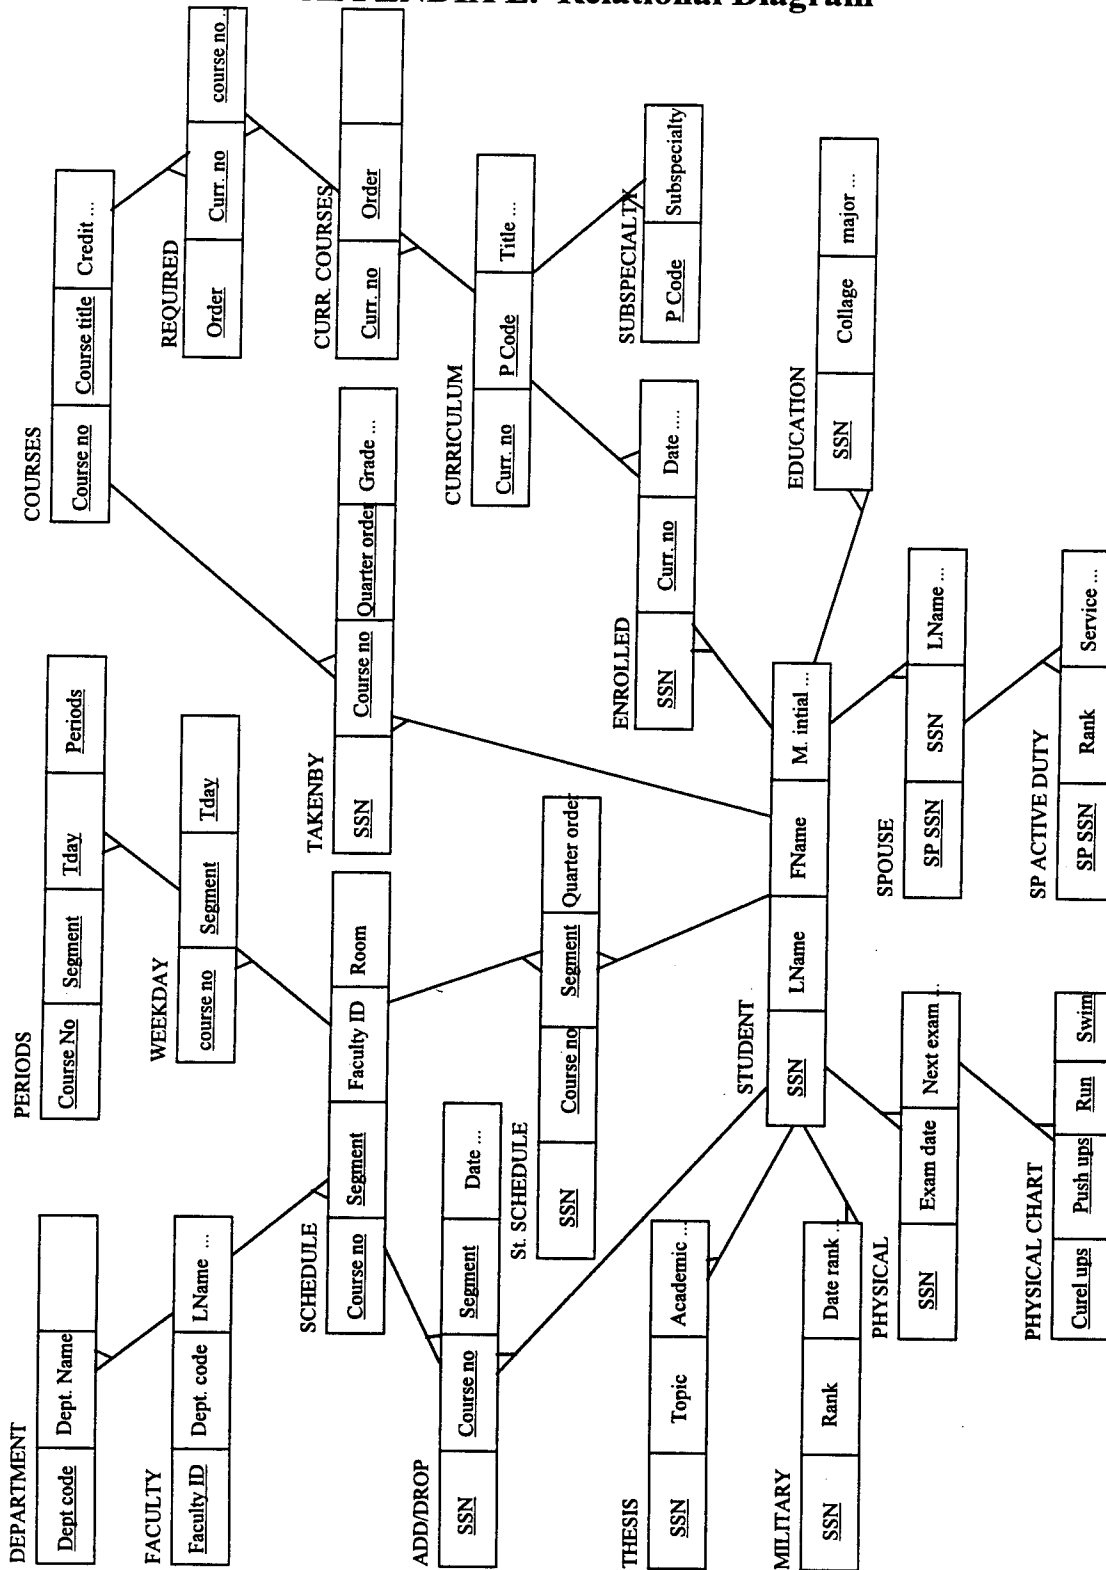 APPENDIX E: Relational Diagram
DEPARTMENT
Dept code Dept. Name
FACULTY
Faculty ID Dept. code LName ...
PERIODS
Course No Segment Tday Periods
WEEKDAY
course no Segment Tday
COURSES
Course no Course title Credit ...
REQUIRED
Order Curr. no course no..
SCHEDULE
Course no Segment Faculty ID Room
TAKENBY
SSN Course no Quarter order Grade ...
CURR. COURSES
Curr. no Order
ADD/DROP
SSN Course no Segment Date ...
St. SCHEDULE
SSN Course no Segment Quarter order
CURRICULUM
Curr. no P Code Title ...
ENROLLED
SSN Curr. no Date ....
SUBSPECIALTY
P Code Subspecialty
THESIS
SSN Topic Academic ...
STUDENT
SSN LName FName M. intial ...
EDUCATION
SSN Collage major ...
MILITARY
SSN Rank Date rank ...
PHYSICAL
SSN Exam date Next exam ...
SPOUSE
SP SSN SSN LName ...
PHYSICAL CHART
Curel ups Push ups Run Swim
SP ACTIVE DUTY
SP SSN Rank Service ...